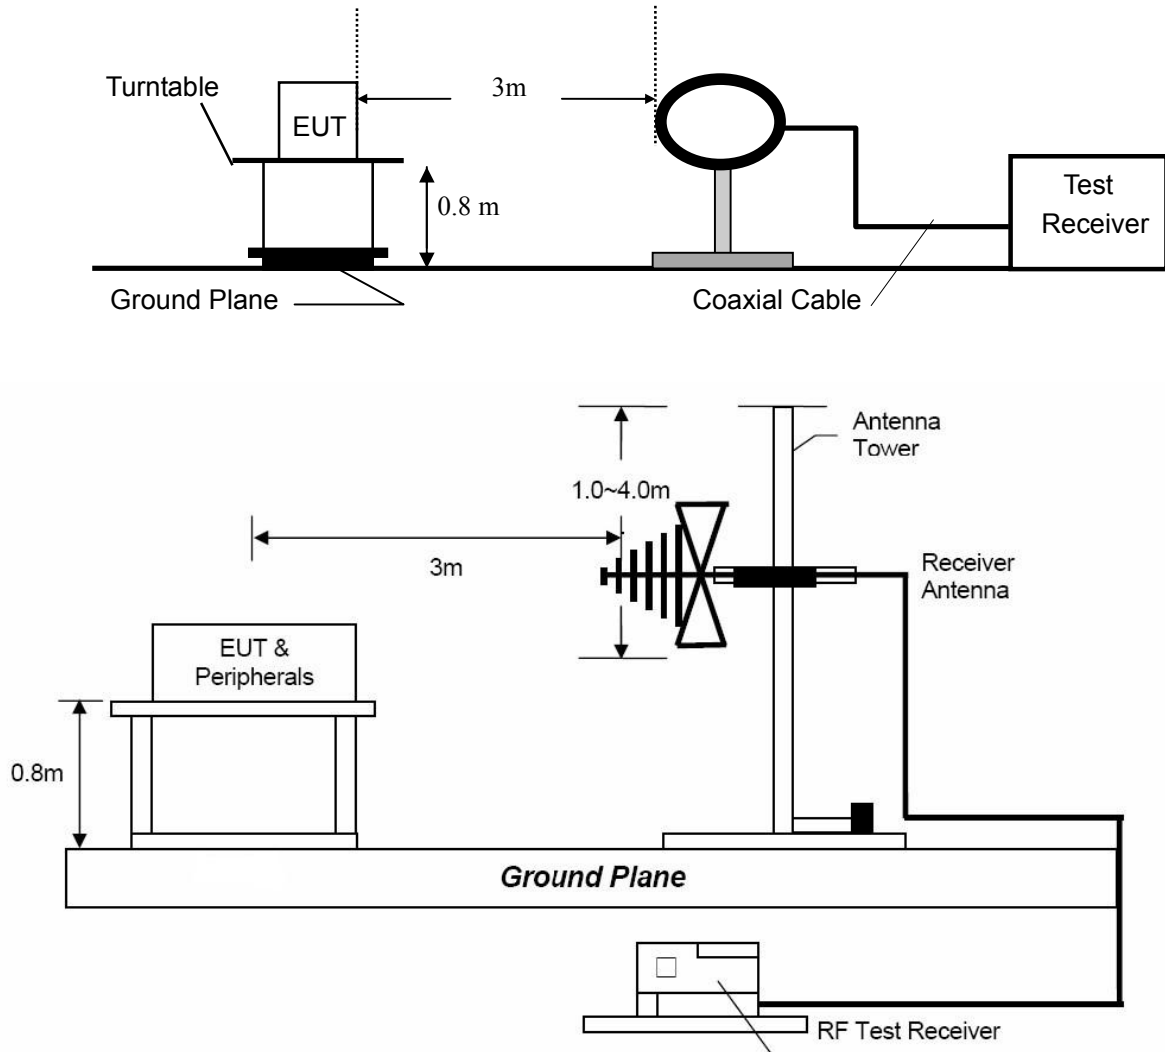 Turntable
3m
EUT
0.8 m
Test
Receiver
Ground Plane
Coaxial Cable
Antenna
Tower
1.0~4.0m
3m
Receiver
Antenna
EUT &
Peripherals
0.8m
Ground Plane
RF Test Receiver